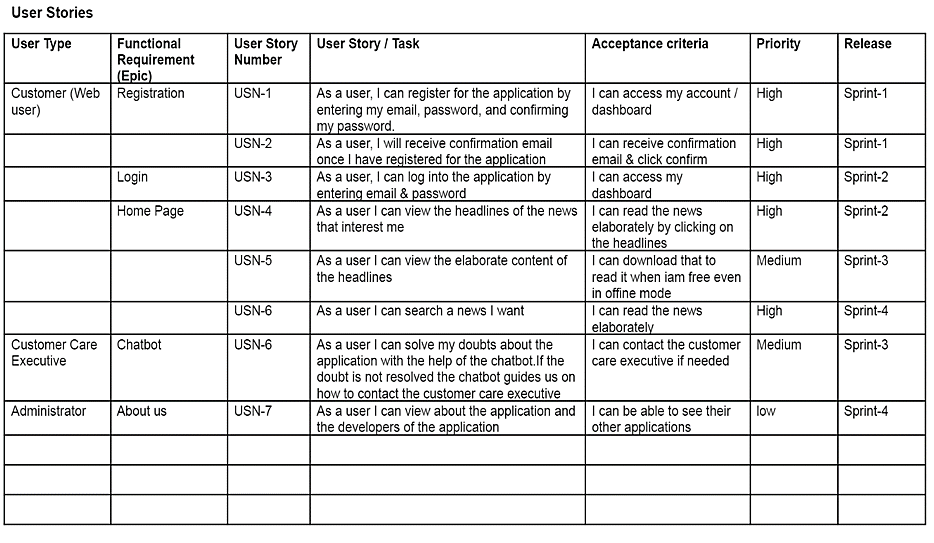 User Stories
User Type Functional Requirement (Epic) User Story Number User Story / Task Acceptance criteria Priority Release
Customer (Web user) Registration USN-1 As a user, I can register for the application by entering my email, password, and confirming my password. I can access my account / dashboard High Sprint-1
USN-2 As a user, I will receive confirmation email once I have registered for the application I can receive confirmation email & click confirm High Sprint-1
Login USN-3 As a user, I can log into the application by entering email & password I can access my dashboard High Sprint-2
Home Page USN-4 As a user I can view the headlines of the news that interest me I can read the news elaborately by clicking on the headlines High Sprint-2
USN-5 As a user I can view the elaborate content of the headlines I can download that to read it when iam free even in offine mode Medium Sprint-3
USN-6 As a user I can search a news I want I can read the news elaborately High Sprint-4
Customer Care Executive Chatbot USN-6 As a user I can solve my doubts about the application with the help of the chatbot.If the doubt is not resolved the chatbot guides us on how to contact the customer care executive I can contact the customer care executive if needed Medium Sprint-3
Administrator About us USN-7 As a user I can view about the application and the developers of the application I can be able to see their other applications low Sprint-4